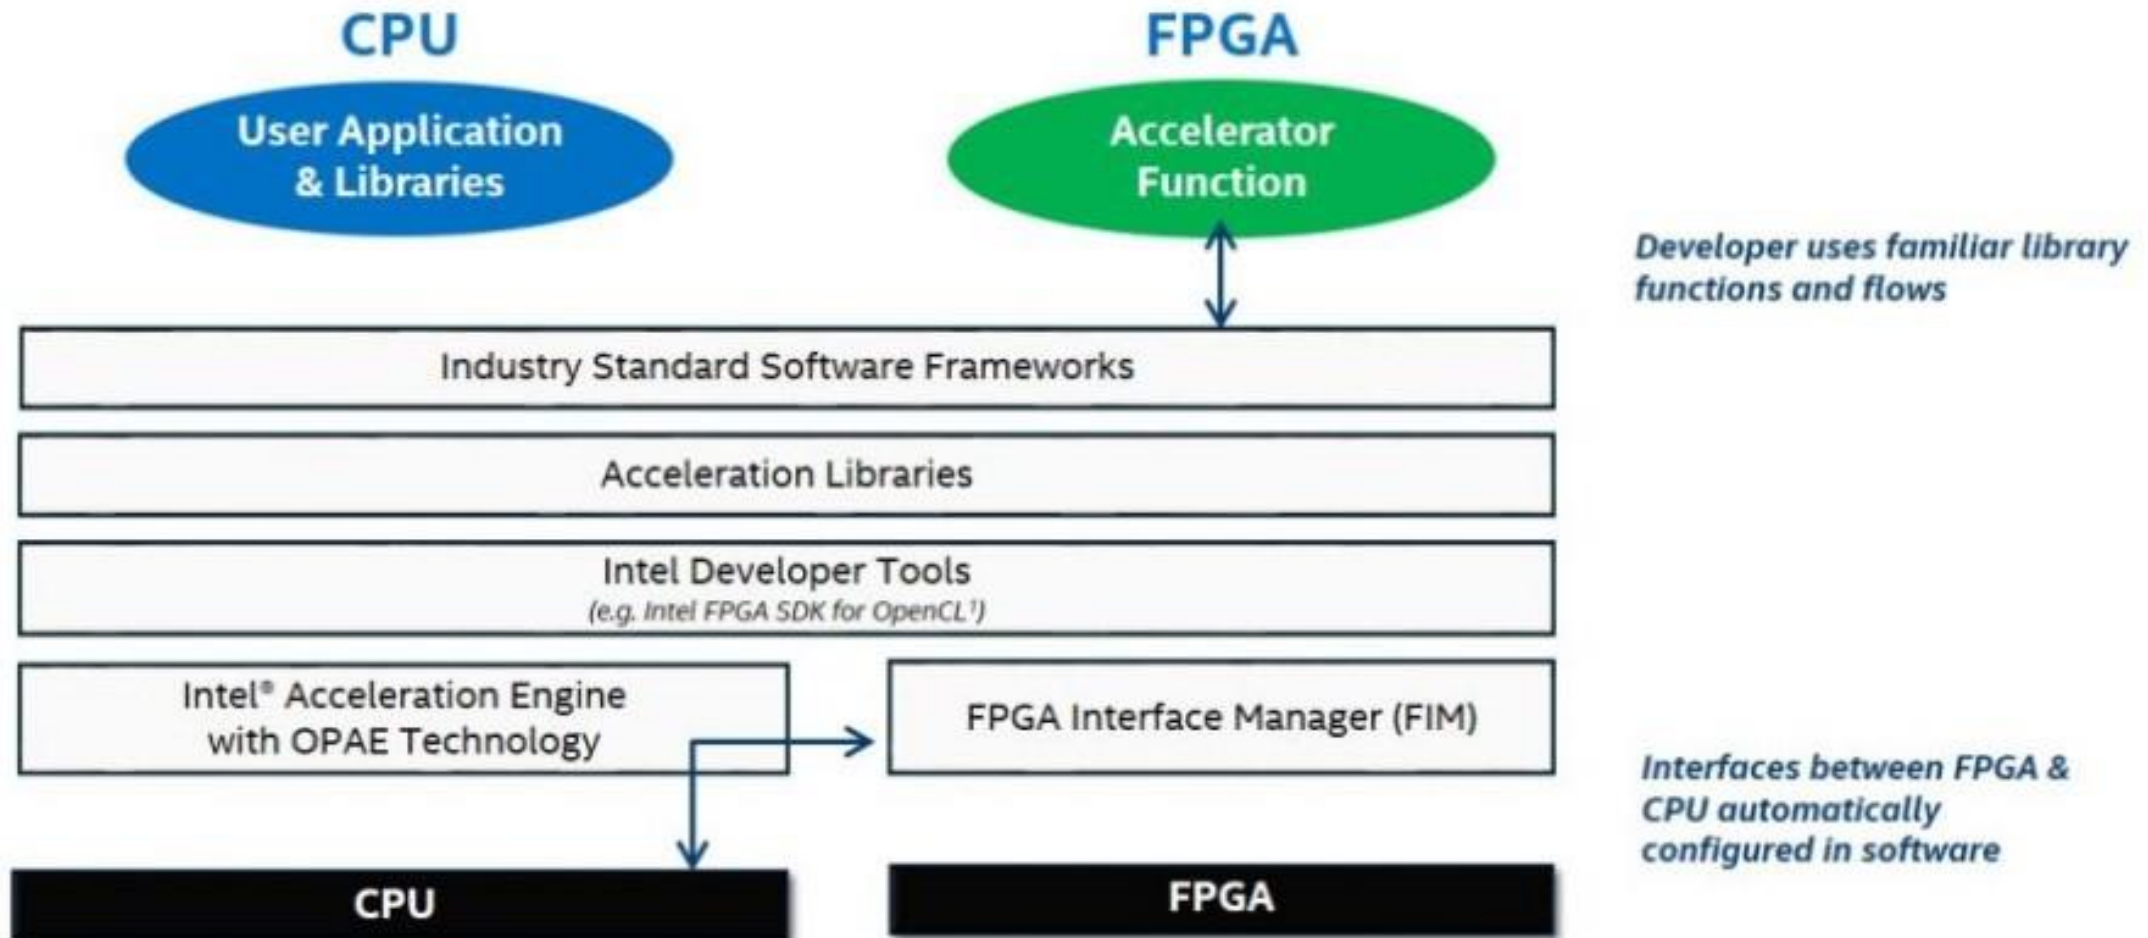 CPU
FPGA
User Application
& Libraries
Accelerator
Function
Developer uses familiar library
functions and flows
Industry Standard Software Frameworks
Acceleration Libraries
Intel Developer Tools
(e.g. Intel FPGA SDK for OpenCL¹)
Intel® Acceleration Engine
with OPAE Technology
FPGA Interface Manager (FIM)
Interfaces between FPGA &
CPU automatically
configured in software
CPU
FPGA